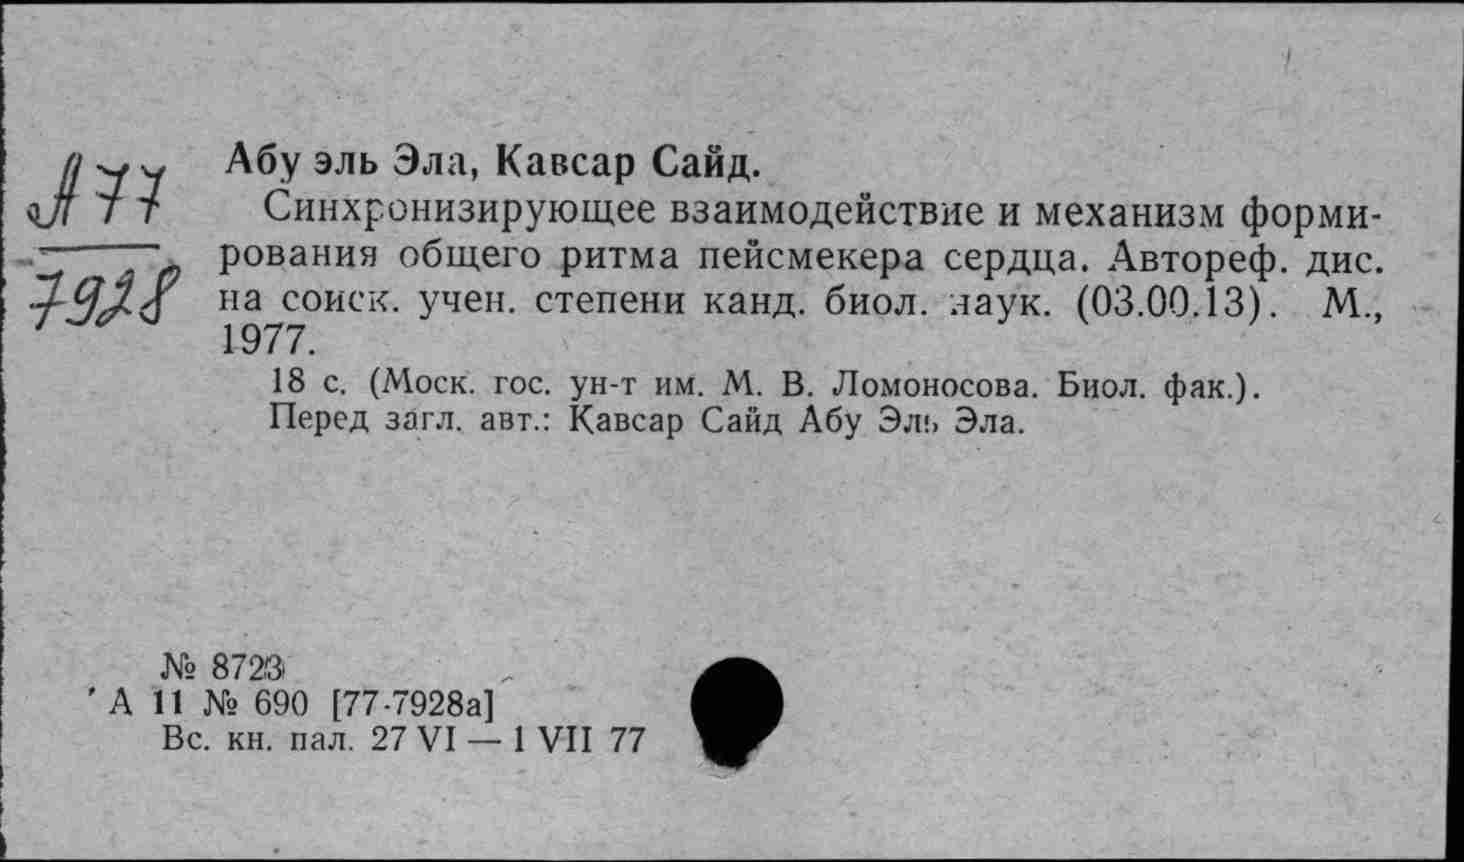 А77
7928
Абу эль Эла, Кавсар Сайд.
Синхронизирующее взаимодействие и механизм форми-
рования общего ритма пейсмекера сердца. Автореф. дис.
на соиск. учен. степени канд. биол. наук. (03.00.13). М.,
1977.
18 с. (Моск. гос. ун-т им. М. В. Ломоносова. Биол. фак.).
Перед загл. авт.: Кавсар Сайд Абу Эль Эла.
№ 8723
А 11 № 690 [77-7928а]
Вс. кн. пал. 27 VI — 1 VII 77